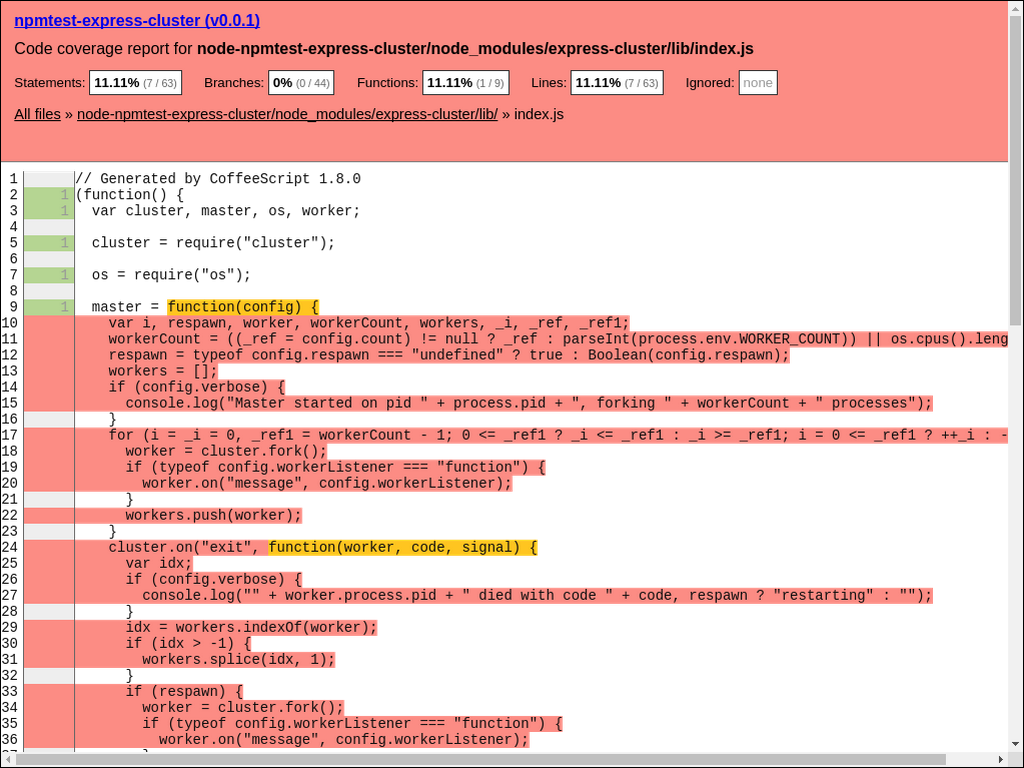 npmtest-express-cluster (v0.0.1)
Code coverage report for node-npmtest-express-cluster/node_modules/express-cluster/lib/index.js
Statements: 11.11% (7 / 63) Branches: 0% (0 / 44) Functions: 11.11% (1 / 9) Lines: 11.11% (7 / 63) Ignored: none
All files » node-npmtest-express-cluster/node_modules/express-cluster/lib/ » index.js
1 // Generated by CoffeeScript 1.8.0
2 1 (function() {
3 1 var cluster, master, os, worker;
4
5 1 cluster = require("cluster");
6
7 1 os = require("os");
8
9 1 master = function(config) {
10 var i, respawn, worker, workerCount, workers, _i, _ref, _ref1;
11 workerCount = ((_ref = config.count) != null ? _ref : parseInt(process.env.WORKER_COUNT)) || os.cpus().leng
12 respawn = typeof config.respawn === "undefined" ? true : Boolean(config.respawn);
13 workers = [];
14 if (config.verbose) {
15 console.log("Master started on pid " + process.pid + ", forking " + workerCount + " processes");
16 }
17 for (i = _i = 0, _ref1 = workerCount - 1; 0 <= _ref1 ? _i <= _ref1 : _i >= _ref1; i = 0 <= _ref1 ? ++_i : -
18 worker = cluster.fork();
19 if (typeof config.workerListener === "function") {
20 worker.on("message", config.workerListener);
21 }
22 workers.push(worker);
23 }
24 cluster.on("exit", function(worker, code, signal) {
25 var idx;
26 if (config.verbose) {
27 console.log("" + worker.process.pid + " died with code " + code, respawn ? "restarting" : "");
28 }
29 idx = workers.indexOf(worker);
30 if (idx > -1) {
31 workers.splice(idx, 1);
32 }
33 if (respawn) {
34 worker = cluster.fork();
35 if (typeof config.workerListener === "function") {
36 worker.on("message", config.workerListener);